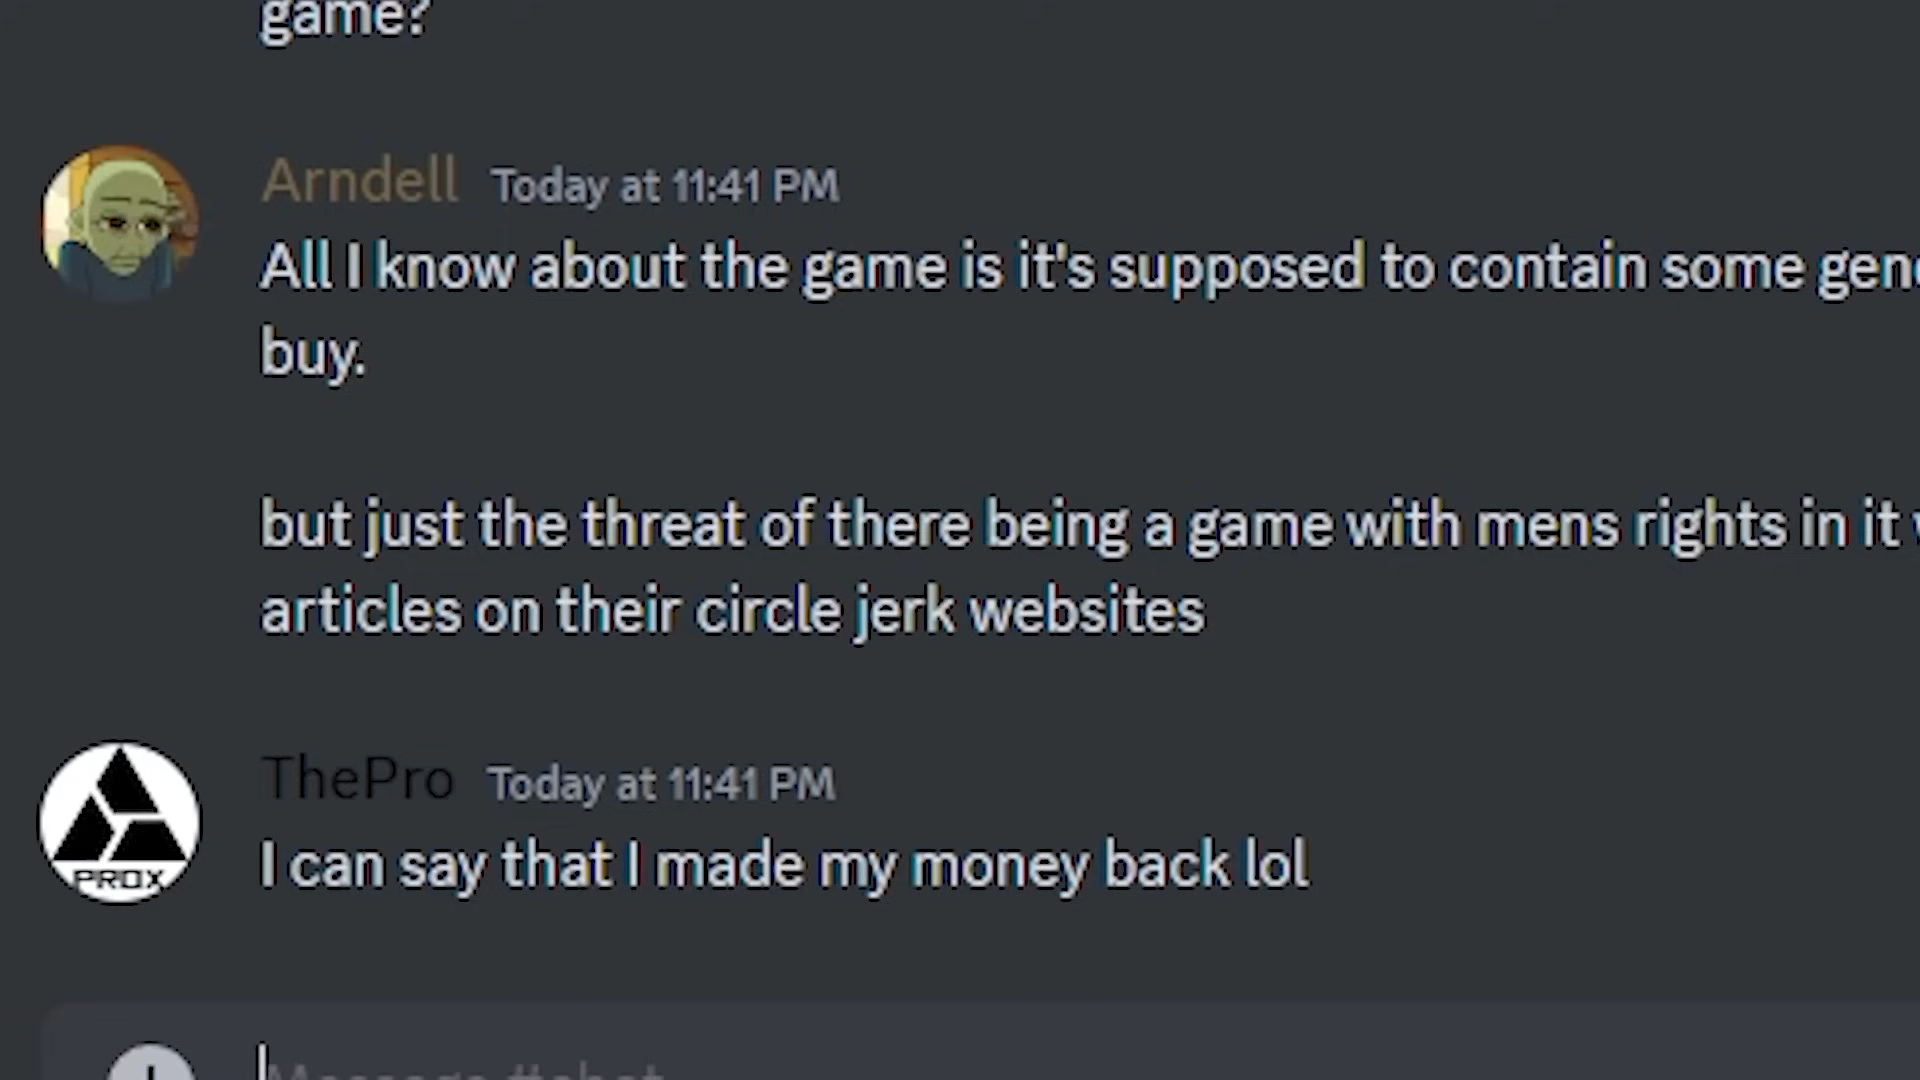 game?
Arndell Today at 11:41 PM
All I know about the game is it's supposed to contain some
buy.
but just the threat of there being a game with mens rights in it
articles on their circle jerk websites
ThePro Today at 11:41 PM
PROX
I can say that I made my money back lol
Message #chat